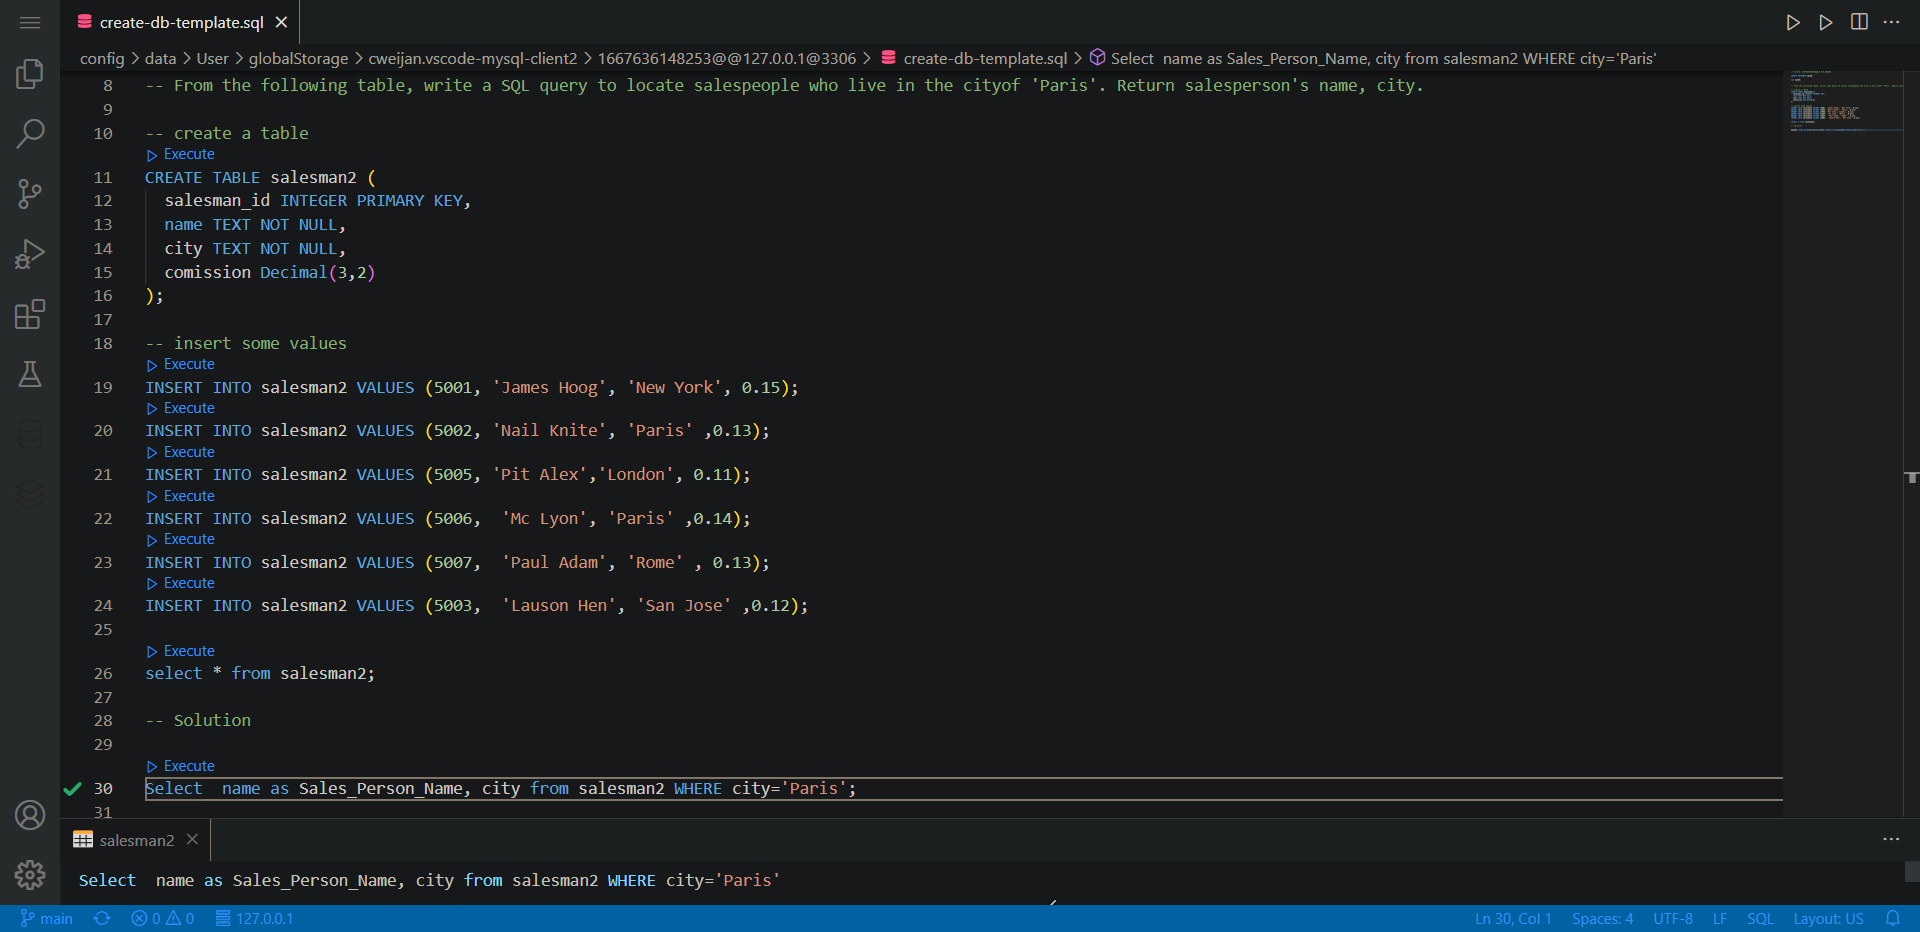 create-db-template.sql
config > data > User > globalStorage > cweijan.vscode-mysql-client2 > 1667636148253@@127.0.0.1@3306 > create-db-template.sql > Select  name as Sales_Person_Name, city from salesman2 WHERE city='Paris'
8 -- From the following table, write a SQL query to locate salespeople who live in the cityof 'Paris'. Return salesperson's name, city.
9
10 -- create a table
Execute
11 CREATE TABLE salesman2 (
12   salesman_id INTEGER PRIMARY KEY,
13   name TEXT NOT NULL,
14   city TEXT NOT NULL,
15   comission Decimal(3,2)
16 );
17
18 -- insert some values
Execute
19 INSERT INTO salesman2 VALUES (5001, 'James Hoog', 'New York', 0.15);
Execute
20 INSERT INTO salesman2 VALUES (5002, 'Nail Knite', 'Paris' ,0.13);
Execute
21 INSERT INTO salesman2 VALUES (5005, 'Pit Alex','London', 0.11);
Execute
22 INSERT INTO salesman2 VALUES (5006,  'Mc Lyon', 'Paris' ,0.14);
Execute
23 INSERT INTO salesman2 VALUES (5007,  'Paul Adam', 'Rome' , 0.13);
Execute
24 INSERT INTO salesman2 VALUES (5003,  'Lauson Hen', 'San Jose' ,0.12);
25
Execute
26 select * from salesman2;
27
28 -- Solution
29
Execute
30 Select  name as Sales_Person_Name, city from salesman2 WHERE city='Paris';
31
salesman2
Select  name as Sales_Person_Name, city from salesman2 WHERE city='Paris'
main 0 0 127.0.0.1 Ln 30, Col 1 Spaces: 4 UTF-8 LF SQL Layout: US